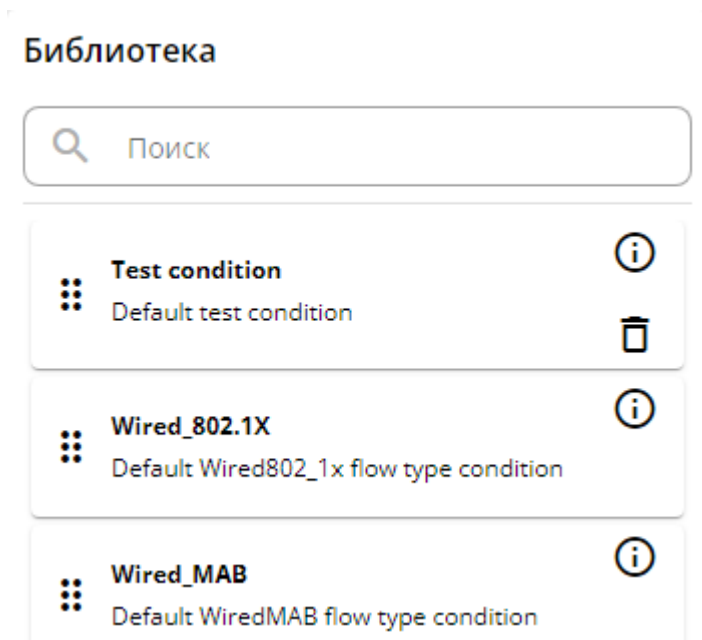 Библиотека
Поиск
Test condition
Default test condition
Wired_802.1X
Default Wired802_1x flow type condition
Wired_MAB
Default WiredMAB flow type condition